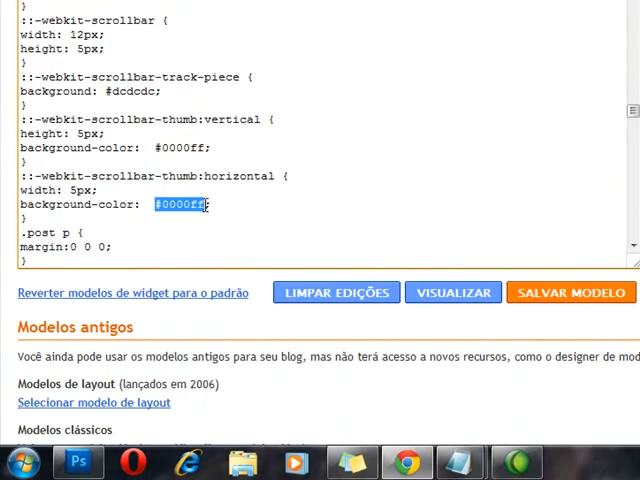 }
::-webkit-scrollbar {
width: 12px;
height: 5px;
}
::-webkit-scrollbar-track-piece {
background: #dcdcdc;
}
::-webkit-scrollbar-thumb:vertical {
height: 5px;
background-color:  #0000ff;
}
::-webkit-scrollbar-thumb:horizontal {
width: 5px;
background-color:  #0000ff;
}
.post p {
margin:0 0 0;
}
Reverter modelos de widget para o padrão
LIMPAR EDIÇÕES
VISUALIZAR
SALVAR MODELO
Modelos antigos
Você ainda pode usar os modelos antigos para seu blog, mas não terá acesso a novos recursos, como o designer de mod
Modelos de layout (lançados em 2006)
Selecionar modelo de layout
Modelos clássicos
Ps